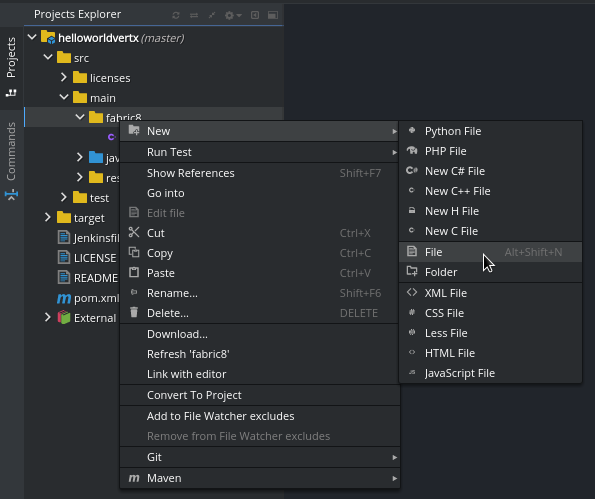 Projects Explorer
Projects
Commands
helloworldvertx (master)
src
licenses
main
fabric8
test
target
LICENSE
README
pom.xml
External
New
Run Test
Show References Shift+F7
Go into
Edit file
Cut Ctrl+X
Copy Ctrl+C
Paste Ctrl+V
Rename... Shift+F6
Delete... DELETE
Download...
Refresh 'fabric8'
Link with editor
Convert To Project
Add to File Watcher excludes
Remove from File Watcher excludes
Git
Maven
Python File
PHP File
New C# File
New C++ File
New H File
New C File
File Alt+Shift+N
Folder
XML File
CSS File
Less File
HTML File
JavaScript File